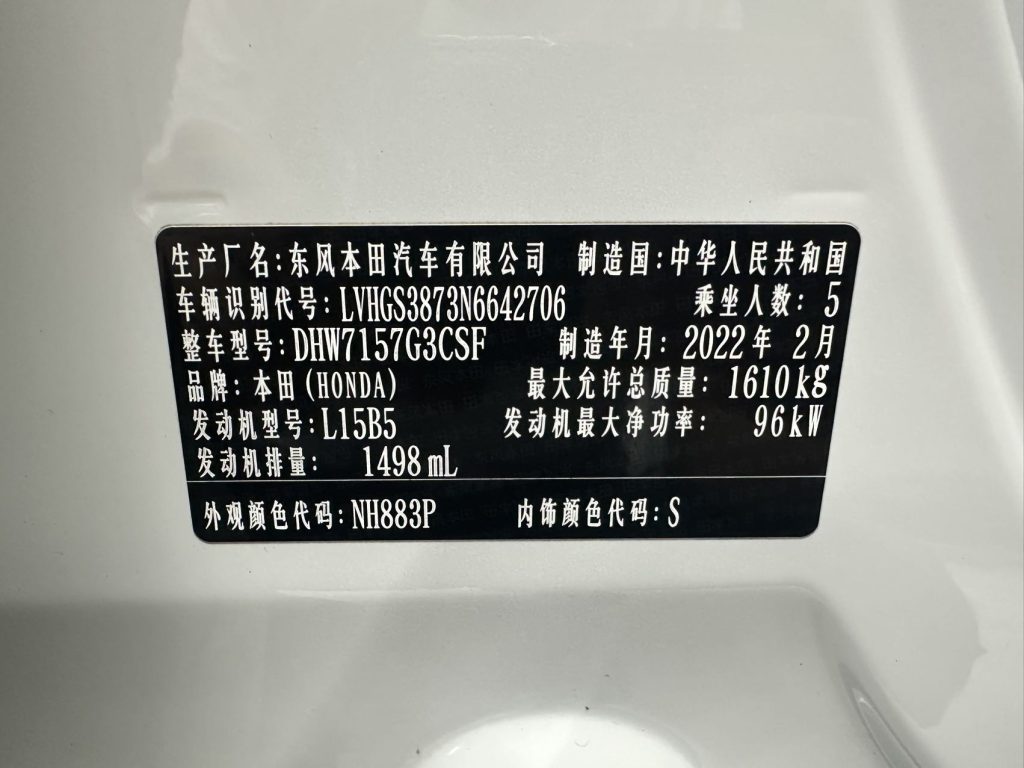 生产厂名:东风本田汽车有限公司 制造国:中华人民共和国
车辆识别代号:LVHGS3873N6642706 乘坐人数:5
整车型号:DHW7157G3CSF 制造年月:2022年2月
品牌:本田(HONDA) 最大允许总质量:1610kg
发动机型号:L15B5 发动机最大净功率:96kW
发动机排量:1498mL
外观颜色代码:NH883P 内饰颜色代码:S